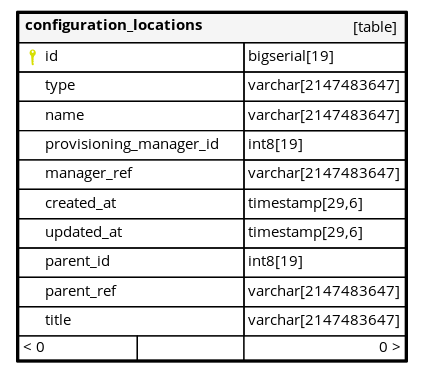 configuration_locations [table]
id bigserial[19]
type varchar[2147483647]
name varchar[2147483647]
provisioning_manager_id int8[19]
manager_ref varchar[2147483647]
created_at timestamp[29,6]
updated_at timestamp[29,6]
parent_id int8[19]
parent_ref varchar[2147483647]
title varchar[2147483647]
< 0 0 >